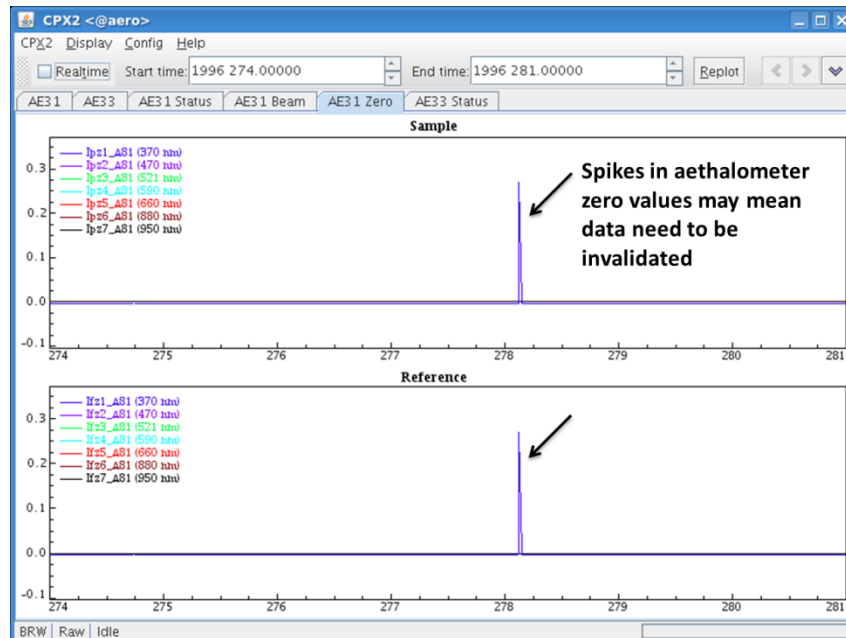 CPX2 <@aero>
CPX2 Display Config Help
Realtime Start time: 1996 274.00000 End time: 1996 281.00000 Replot
AE31 AE33 AE31 Status AE31 Beam AE31 Zero AE33 Status
Sample
Ipz1_A81 (370 nm)
Ipz2_A81 (470 nm)
Ipz3_A81 (521 nm)
Ipz4_A81 (590 nm)
Ipz5_A81 (660 nm)
Ipz6_A81 (880 nm)
Ipz7_A81 (950 nm)
Spikes in aethalometer
zero values may mean
data need to be
invalidated
0.3
0.2
0.1
0.0
-0.1
274 275 276 277 278 279 280 281
Reference
Ifz1_A81 (370 nm)
Ifz2_A81 (470 nm)
Ifz3_A81 (521 nm)
Ifz4_A81 (590 nm)
Ifz5_A81 (660 nm)
Ifz6_A81 (880 nm)
Ifz7_A81 (950 nm)
0.3
0.2
0.1
0.0
-0.1
274 275 276 277 278 279 280 281
BRW Raw Idle